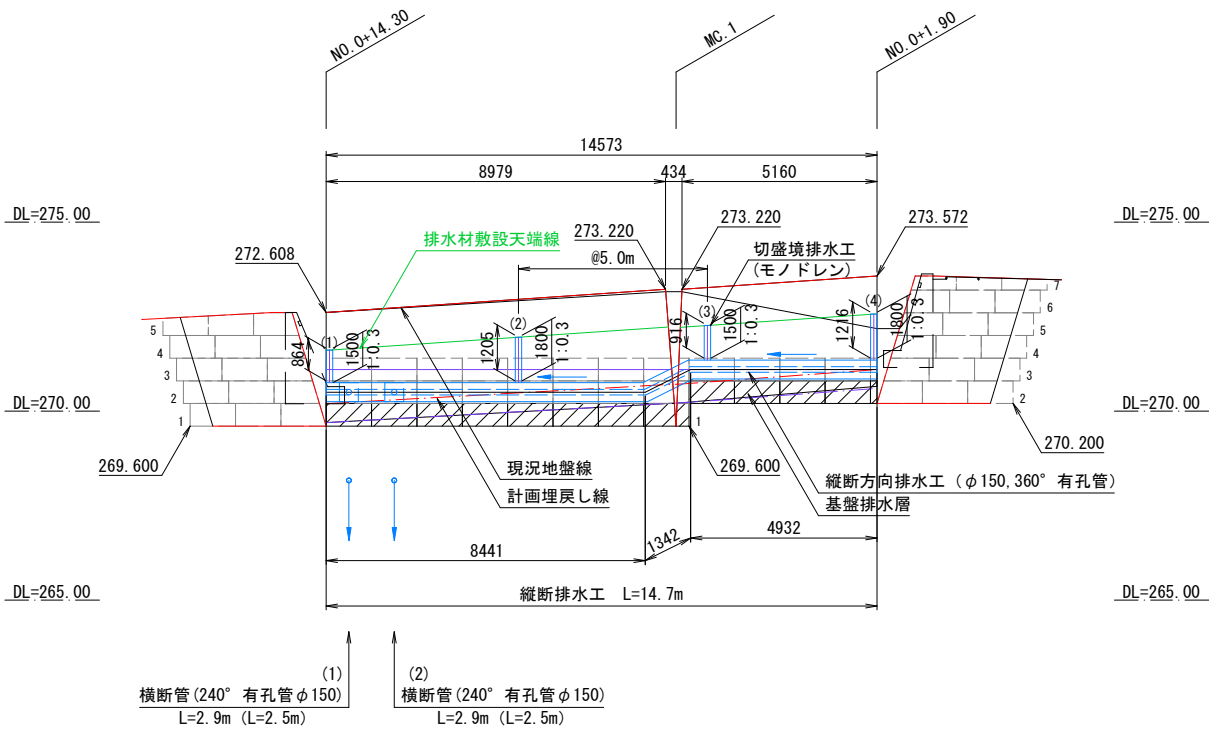 NO.0+14.30
MC.1
NO.0+1.90
14573
8979
434
5160
DL=275.00
DL=275.00
排水材敷設天端線
273.220
273.220
273.572
切盛境排水工
(モノドレン)
272.608
@5.0m
(1)
864
1500
1:0.3
(2)
1205
1800
1:0.3
(3)
916
1500
1:0.3
(4)
1216
1800
1:0.3
5
4
3
2
1
7
6
5
4
3
2
1
DL=270.00
DL=270.00
269.600
269.600
270.200
現況地盤線
計画埋戻し線
縦断方向排水工 (φ150,360° 有孔管)
基盤排水層
8441
1342
4932
DL=265.00
DL=265.00
縦断排水工 L=14.7m
(1)
横断管(240° 有孔管φ150)
L=2.9m (L=2.5m)
(2)
横断管(240° 有孔管φ150)
L=2.9m (L=2.5m)